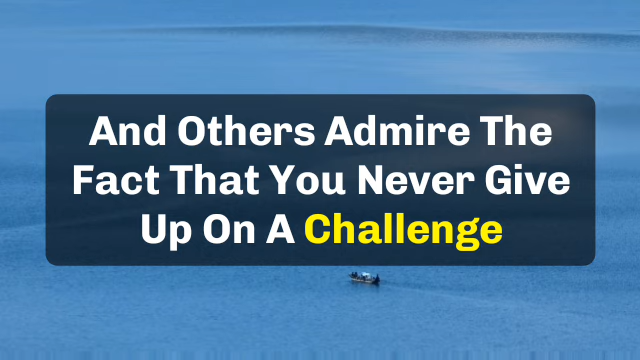 And Others Admire The
Fact That You Never Give
Up On A Challenge